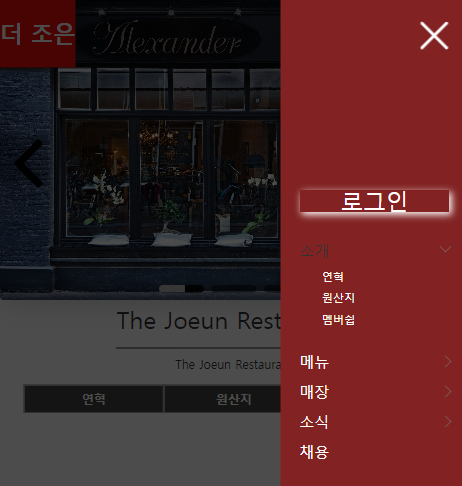 더 조은
Alexander
로그인
소개
연혁
원산지
멤버쉽
The Joeun Rest
The Joeun Restaura
메뉴
매장
연혁
원산지
소식
채용